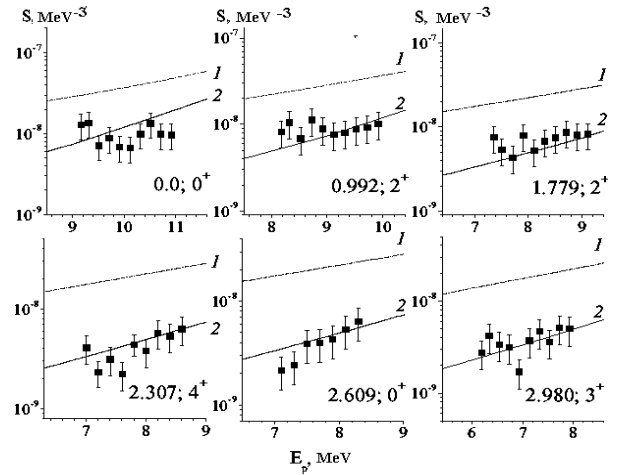 S, MeV -3 S, MeV -3 S, MeV -3
10-7 10-7 10-7
1 1 1
2 2 2
10-8 10-8 10-8
0.0; 0+ 0.992; 2+ 1.779; 2+
10-9 10-9 10-9
9 10 11 8 9 10 7 8 9
1 1 1
10-8 10-8 10-8
2 2 2
2.307; 4+ 2.609; 0+ 2.980; 3+
10-9 10-9 10-9
7 8 9 7 8 9 6 7 8
Ep, MeV